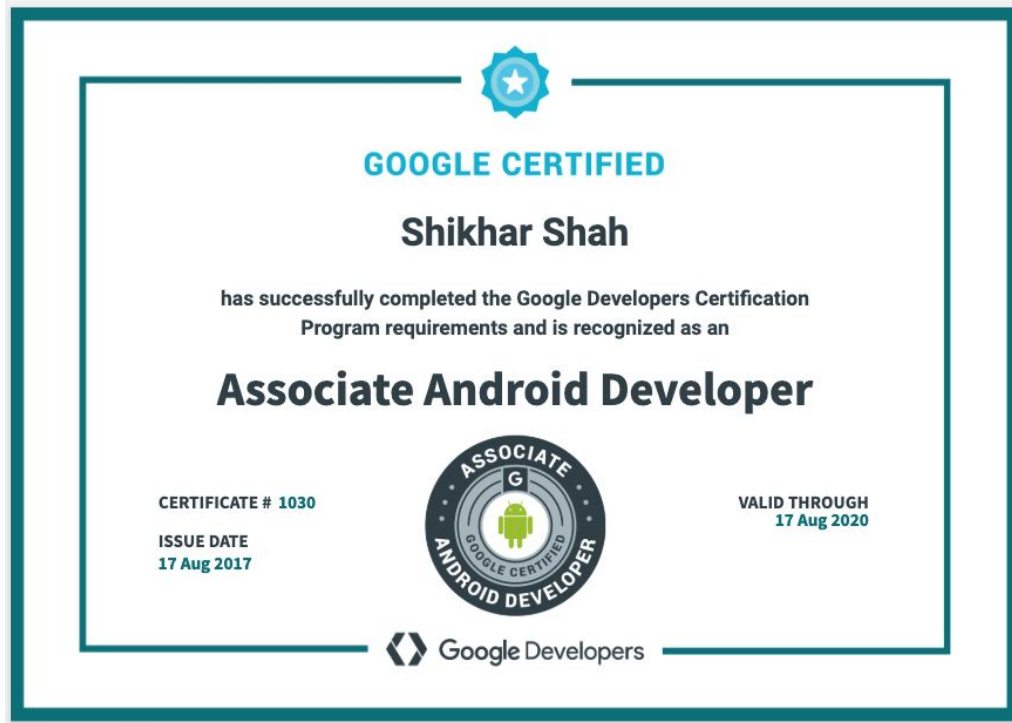 GOOGLE CERTIFIED
Shikhar Shah
has successfully completed the Google Developers Certification
Program requirements and is recognized as an
Associate Android Developer
CERTIFICATE # 1030
ISSUE DATE
17 Aug 2017
ASSOCIATE
G
GOOGLE CERTIFIED
ANDROID DEVELOPER
VALID THROUGH
17 Aug 2020
Google Developers